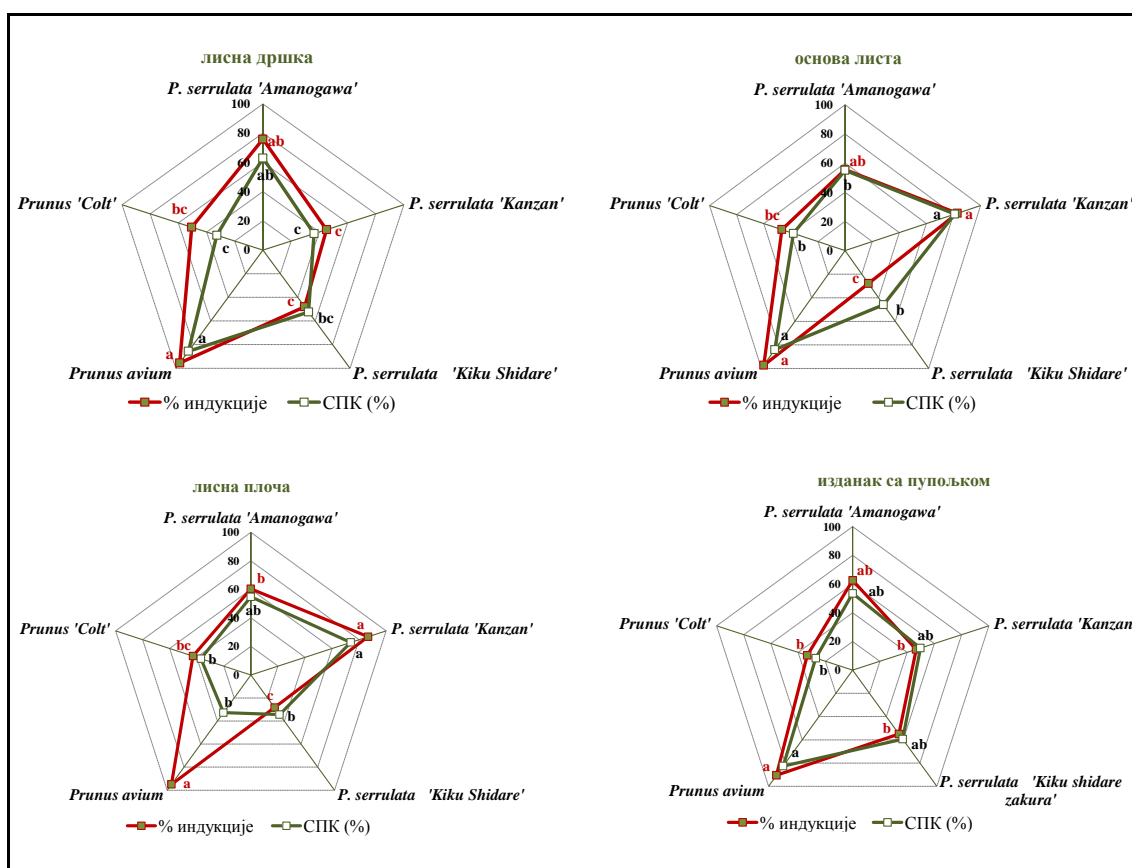 лисна дршка
P. serrulata 'Amanogawa'
100
80
60
40
20
0
ab
ab
Prunus 'Colt'
P. serrulata 'Kanzan'
bc
c
c
c
c
bc
a
a
Prunus avium
P. serrulata 'Kiku Shidare'
% индукције СПК (%)
основа листа
P. serrulata 'Amanogawa'
100
80
60
40
20
0
ab
b
Prunus 'Colt'
P. serrulata 'Kanzan'
bc
b
a
a
c
b
a
a
Prunus avium
P. serrulata 'Kiku Shidare'
% индукције СПК (%)
лисна плоча
P. serrulata 'Amanogawa'
100
80
60
40
20
0
b
ab
Prunus 'Colt'
P. serrulata 'Kanzan'
a
a
bc
b
c
b
b
a
Prunus avium
P. serrulata 'Kiku Shidare'
% индукције СПК (%)
изданак са пупољком
P. serrulata 'Amanogawa'
100
80
60
40
20
0
ab
ab
Prunus 'Colt'
P. serrulata 'Kanzan
b
b
b
ab
b
ab
a
a
Prunus avium
P. serrulata 'Kiku shidare
zakura'
% индукције СПК (%)